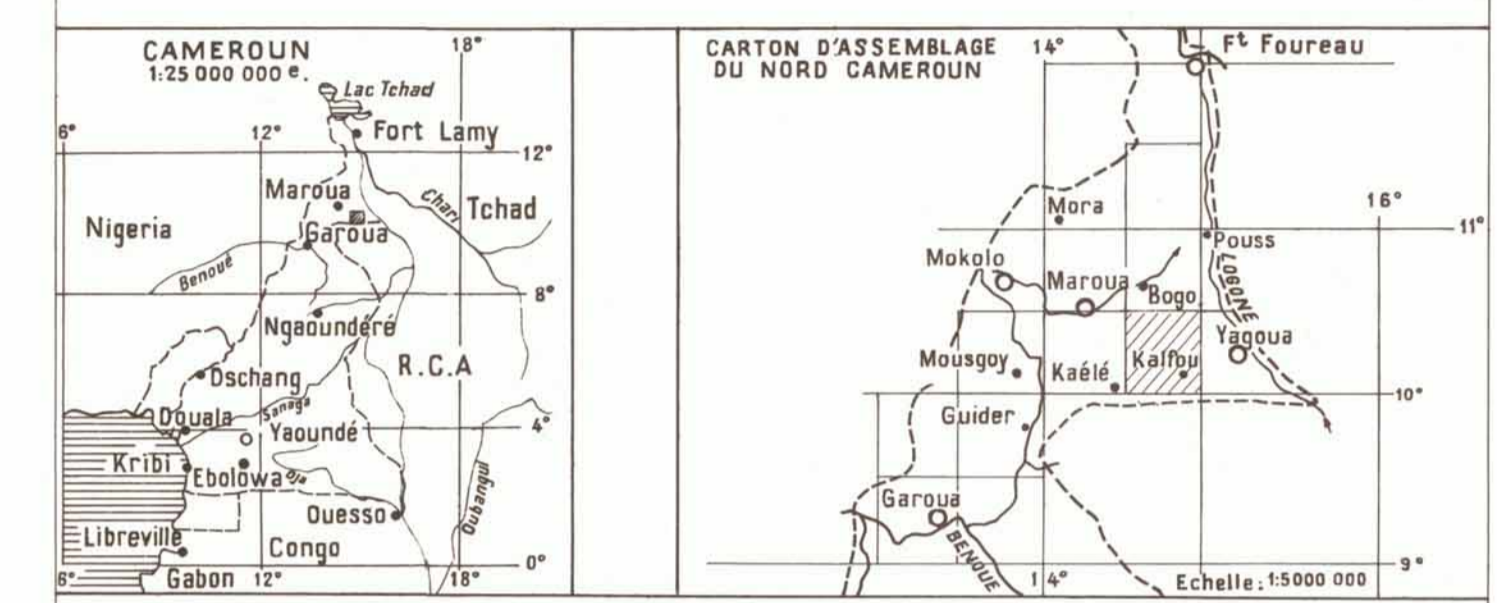 CAMEROUN
1:25 000 000 e.
18°
Lac Tchad
6°
12°
Fort Lamy
12°
Maroua
Chari
Tchad
Nigeria
Garoua
Benoué
8°
Ngaoundéré
R.C.A
Dschang
Douala
Sanaga
Yaoundé
4°
Kribi
Ebolowa
Dja
Oubangui
Ouesso
Libreville
Congo
0°
6°
Gabon
12°
18°
CARTON D'ASSEMBLAGE
DU NORD CAMEROUN
14°
Ft Foureau
16°
Mora
11°
Pouss
Mokolo
Maroua
Bogo
LOGONE
Yagoua
Mousgoy
Kaélé
Kalfou
10°
Guider
Garoua
BENOUE
14°
9°
Echelle: 1:5000 000